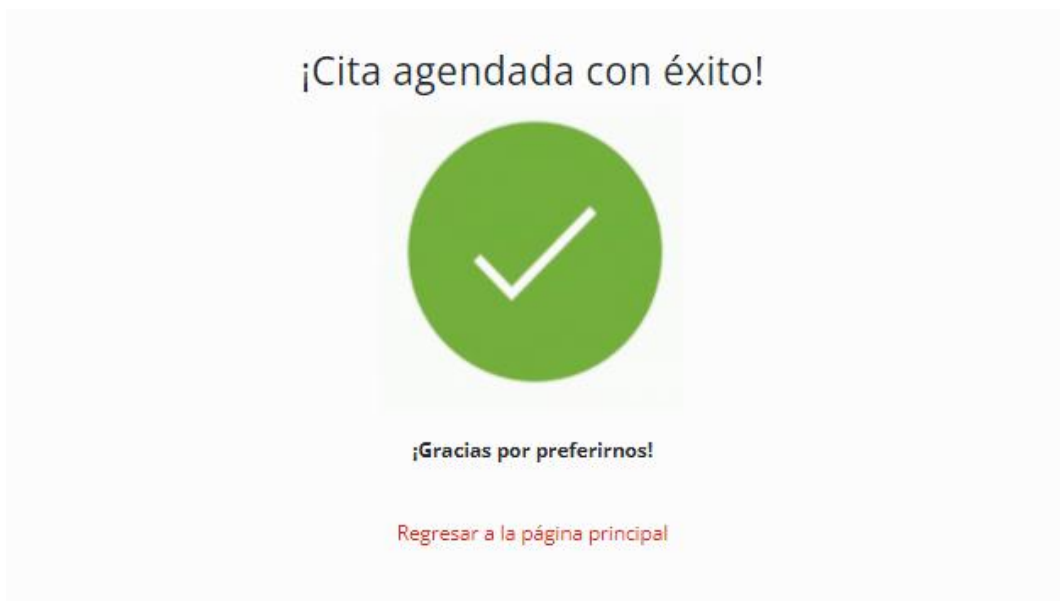 ¡Cita agendada con éxito!
¡Gracias por preferirnos!
Regresar a la página principal